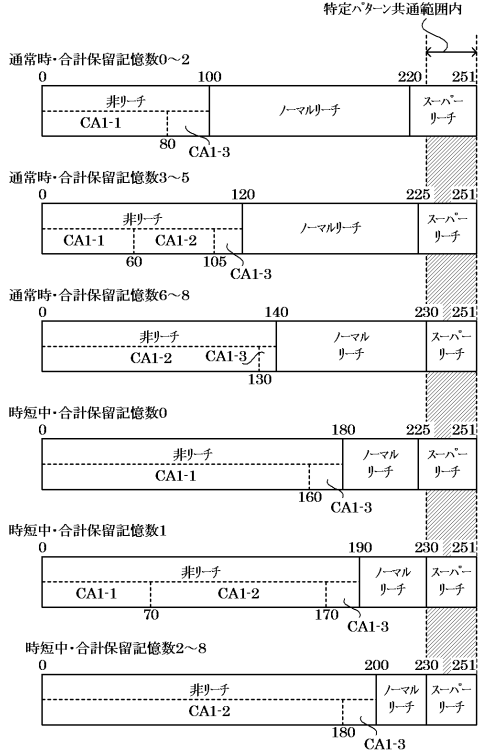 特定パターン共通範囲内
通常時・合計保留記憶数0～2
0 100 220 251
非リーチ ノーマルリーチ スーパー
リーチ
CA1-1
80 CA1-3
通常時・合計保留記憶数3～5
0 120 225 251
非リーチ ノーマルリーチ スーパー
リーチ
CA1-1 CA1-2
60 105 CA1-3
通常時・合計保留記憶数6～8
0 140 230 251
非リーチ ノーマル スーパー
リーチ リーチ
CA1-2 CA1-3
130
時短中・合計保留記憶数0
0 180 225 251
非リーチ ノーマル スーパー
リーチ リーチ
CA1-1
160 CA1-3
時短中・合計保留記憶数1
0 190 230 251
非リーチ ノーマル スーパー
リーチ リーチ
CA1-1 CA1-2
70 170 CA1-3
時短中・合計保留記憶数2～8
0 200 230 251
非リーチ ノーマル スーパー
リーチ リーチ
CA1-2
180 CA1-3